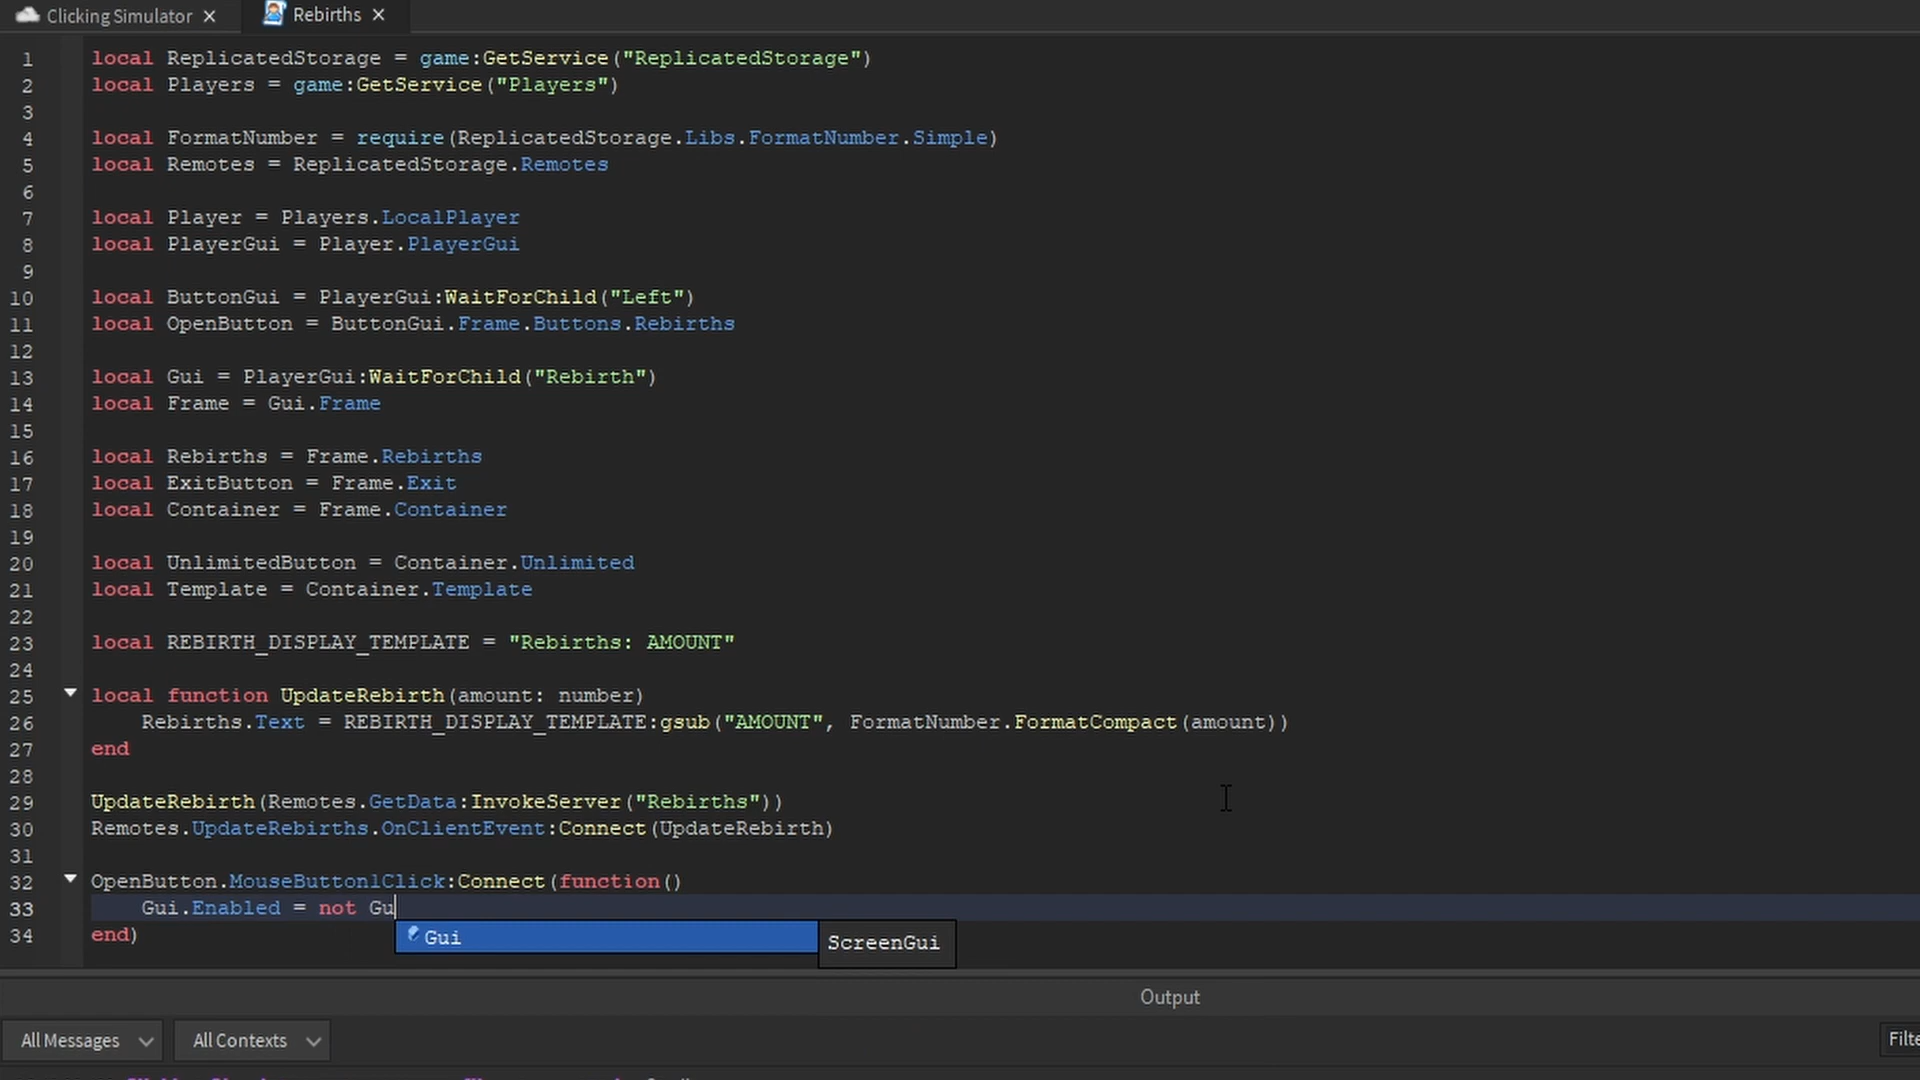 Clicking Simulator
Rebirths
1 local ReplicatedStorage = game:GetService("ReplicatedStorage")
2 local Players = game:GetService("Players")
3
4 local FormatNumber = require(ReplicatedStorage.Libs.FormatNumber.Simple)
5 local Remotes = ReplicatedStorage.Remotes
6
7 local Player = Players.LocalPlayer
8 local PlayerGui = Player.PlayerGui
9
10 local ButtonGui = PlayerGui:WaitForChild("Left")
11 local OpenButton = ButtonGui.Frame.Buttons.Rebirths
12
13 local Gui = PlayerGui:WaitForChild("Rebirth")
14 local Frame = Gui.Frame
15
16 local Rebirths = Frame.Rebirths
17 local ExitButton = Frame.Exit
18 local Container = Frame.Container
19
20 local UnlimitedButton = Container.Unlimited
21 local Template = Container.Template
22
23 local REBIRTH_DISPLAY_TEMPLATE = "Rebirths: AMOUNT"
24
25 local function UpdateRebirth(amount: number)
26 Rebirths.Text = REBIRTH_DISPLAY_TEMPLATE:gsub("AMOUNT", FormatNumber.FormatCompact(amount))
27 end
28
29 UpdateRebirth(Remotes.GetData:InvokeServer("Rebirths"))
30 Remotes.UpdateRebirths.OnClientEvent:Connect(UpdateRebirth)
31
32 OpenButton.MouseButton1Click:Connect(function()
33 Gui.Enabled = not Gu
34 end)
Gui
ScreenGui
Output
All Messages
All Contexts
Filte